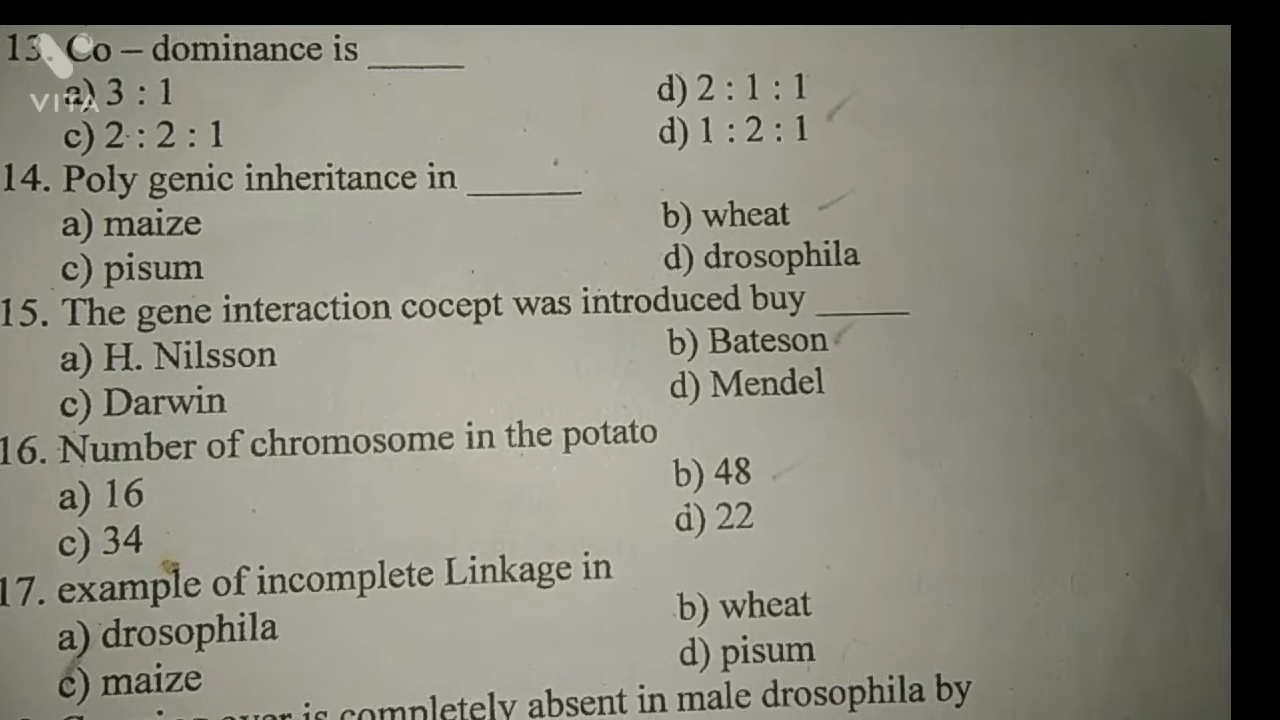 13. Co – dominance is _____
a) 3 : 1 d) 2 : 1 : 1
c) 2 : 2 : 1 d) 1 : 2 : 1
14. Poly genic inheritance in ______
a) maize b) wheat
c) pisum d) drosophila
15. The gene interaction cocept was introduced buy _____
a) H. Nilsson b) Bateson
c) Darwin d) Mendel
16. Number of chromosome in the potato
a) 16 b) 48
c) 34 d) 22
17. example of incomplete Linkage in
a) drosophila b) wheat
c) maize d) pisum
is completely absent in male drosophila by
VITA